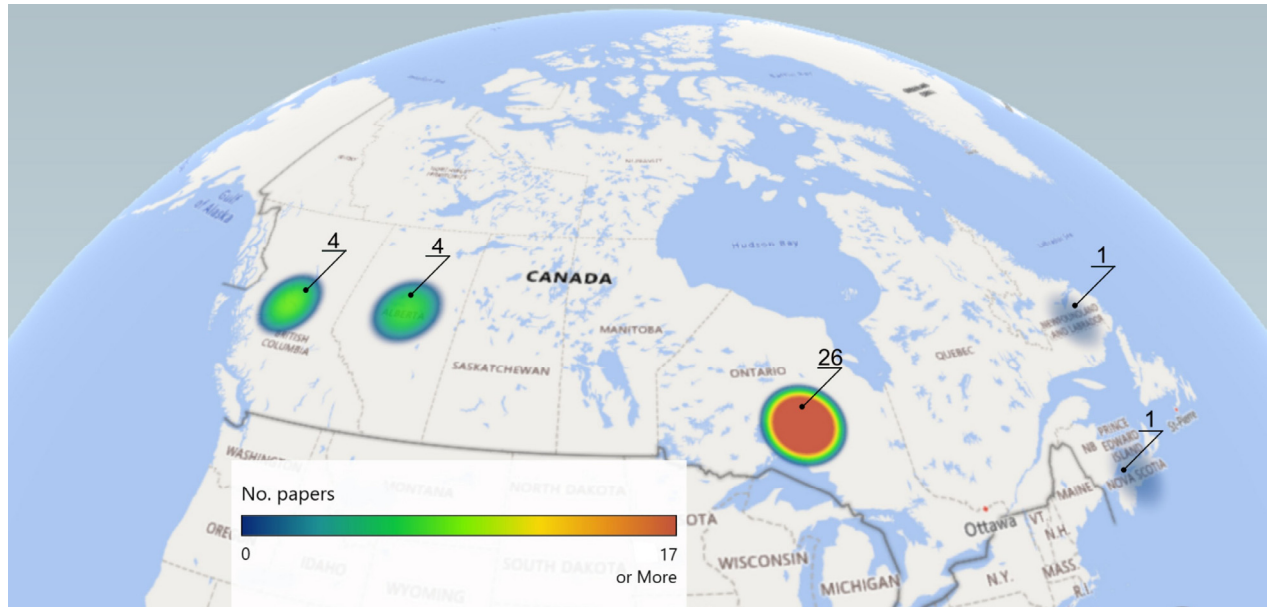 Gulf
of Alaska
Hudson Bay
4
4
1
CANADA
ALBERTA
BRITISH
COLUMBIA
SASKATCHEWAN
MANITOBA
ONTARIO
26
QUEBEC
NEWFOUNDLAND
AND LABRADOR
1
St-Pierre
NB
PRINCE
EDWARD
ISLAND
NOVA SCOTIA
MAINE
Ottawa
VT
N.H.
MASS.
R.I.
N.Y.
WISCONSIN
MICHIGAN
WASHINGTON
MONTANA
NORTH DAKOTA
OTA
OREG
IDAHO
SOUTH DAKOTA
WYOMING
No. papers
0
17
or More